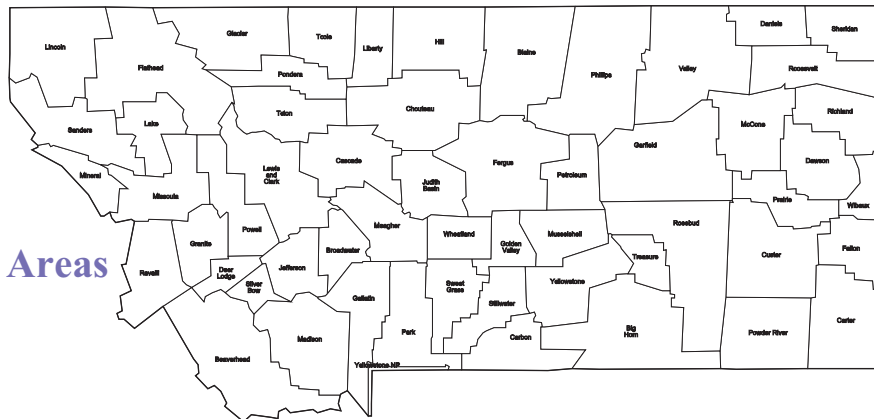 Lincoln
Flathead
Glacier
Toole
Liberty
Hill
Blaine
Phillips
Valley
Daniels
Sheridan
Roosevelt
Pondera
Teton
Chouteau
Sanders
Lake
Mineral
Missoula
Lewis
and
Clark
Cascade
Judith
Basin
Fergus
Petroleum
Garfield
McCone
Richland
Dawson
Prairie
Wibaux
Powell
Granite
Ravalli
Deer
Lodge
Silver
Bow
Jefferson
Broadwater
Meagher
Wheatland
Golden
Valley
Musselshell
Rosebud
Treasure
Custer
Fallon
Areas
Gallatin
Park
Sweet
Grass
Stillwater
Yellowstone
Carbon
Big
Horn
Powder River
Carter
Beaverhead
Madison
Yellowstone NP